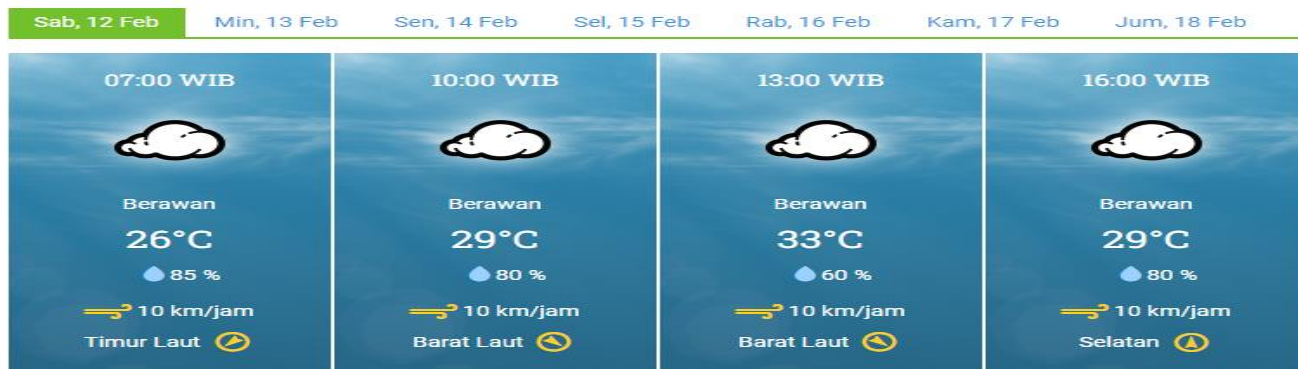 Sab, 12 Feb Min, 13 Feb Sen, 14 Feb Sel, 15 Feb Rab, 16 Feb Kam, 17 Feb Jum, 18 Feb
07:00 WIB
Berawan
26°C
85 %
10 km/jam
Timur Laut
10:00 WIB
Berawan
29°C
80 %
10 km/jam
Barat Laut
13:00 WIB
Berawan
33°C
60 %
10 km/jam
Barat Laut
16:00 WIB
Berawan
29°C
80 %
10 km/jam
Selatan